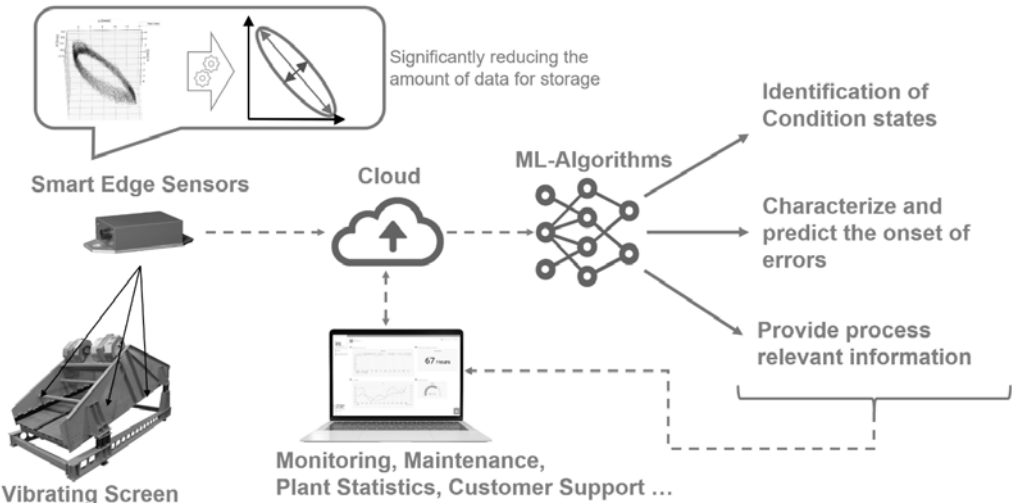 Significantly reducing the
amount of data for storage
Smart Edge Sensors
Cloud
ML-Algorithms
Identification of
Condition states
Characterize and
predict the onset of
errors
Provide process
relevant information
67
Monitoring, Maintenance,
Plant Statistics, Customer Support ...
Vibrating Screen